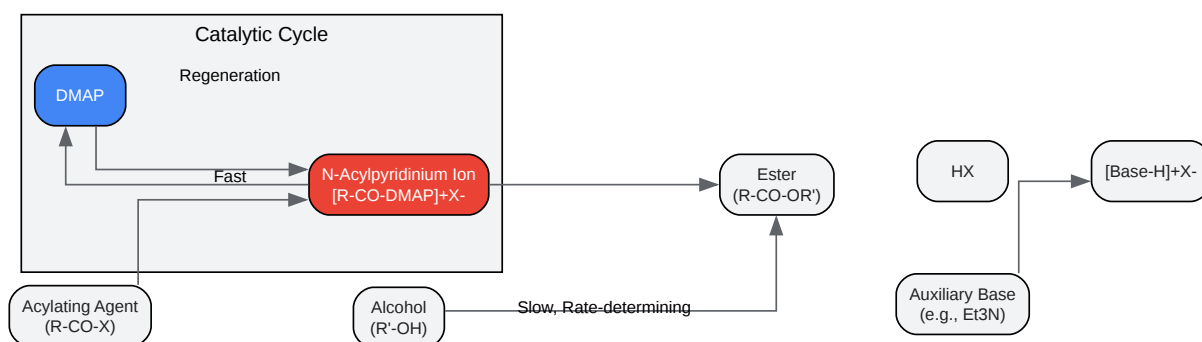 Catalytic Cycle
Regeneration
DMAP
Fast
N-Acylpyridinium Ion
[R-CO-DMAP]+X-
Ester
(R-CO-OR')
HX
[Base-H]+X-
Acylating Agent
(R-CO-X)
Alcohol
(R'-OH)
Slow, Rate-determining
Auxiliary Base
(e.g., Et3N)